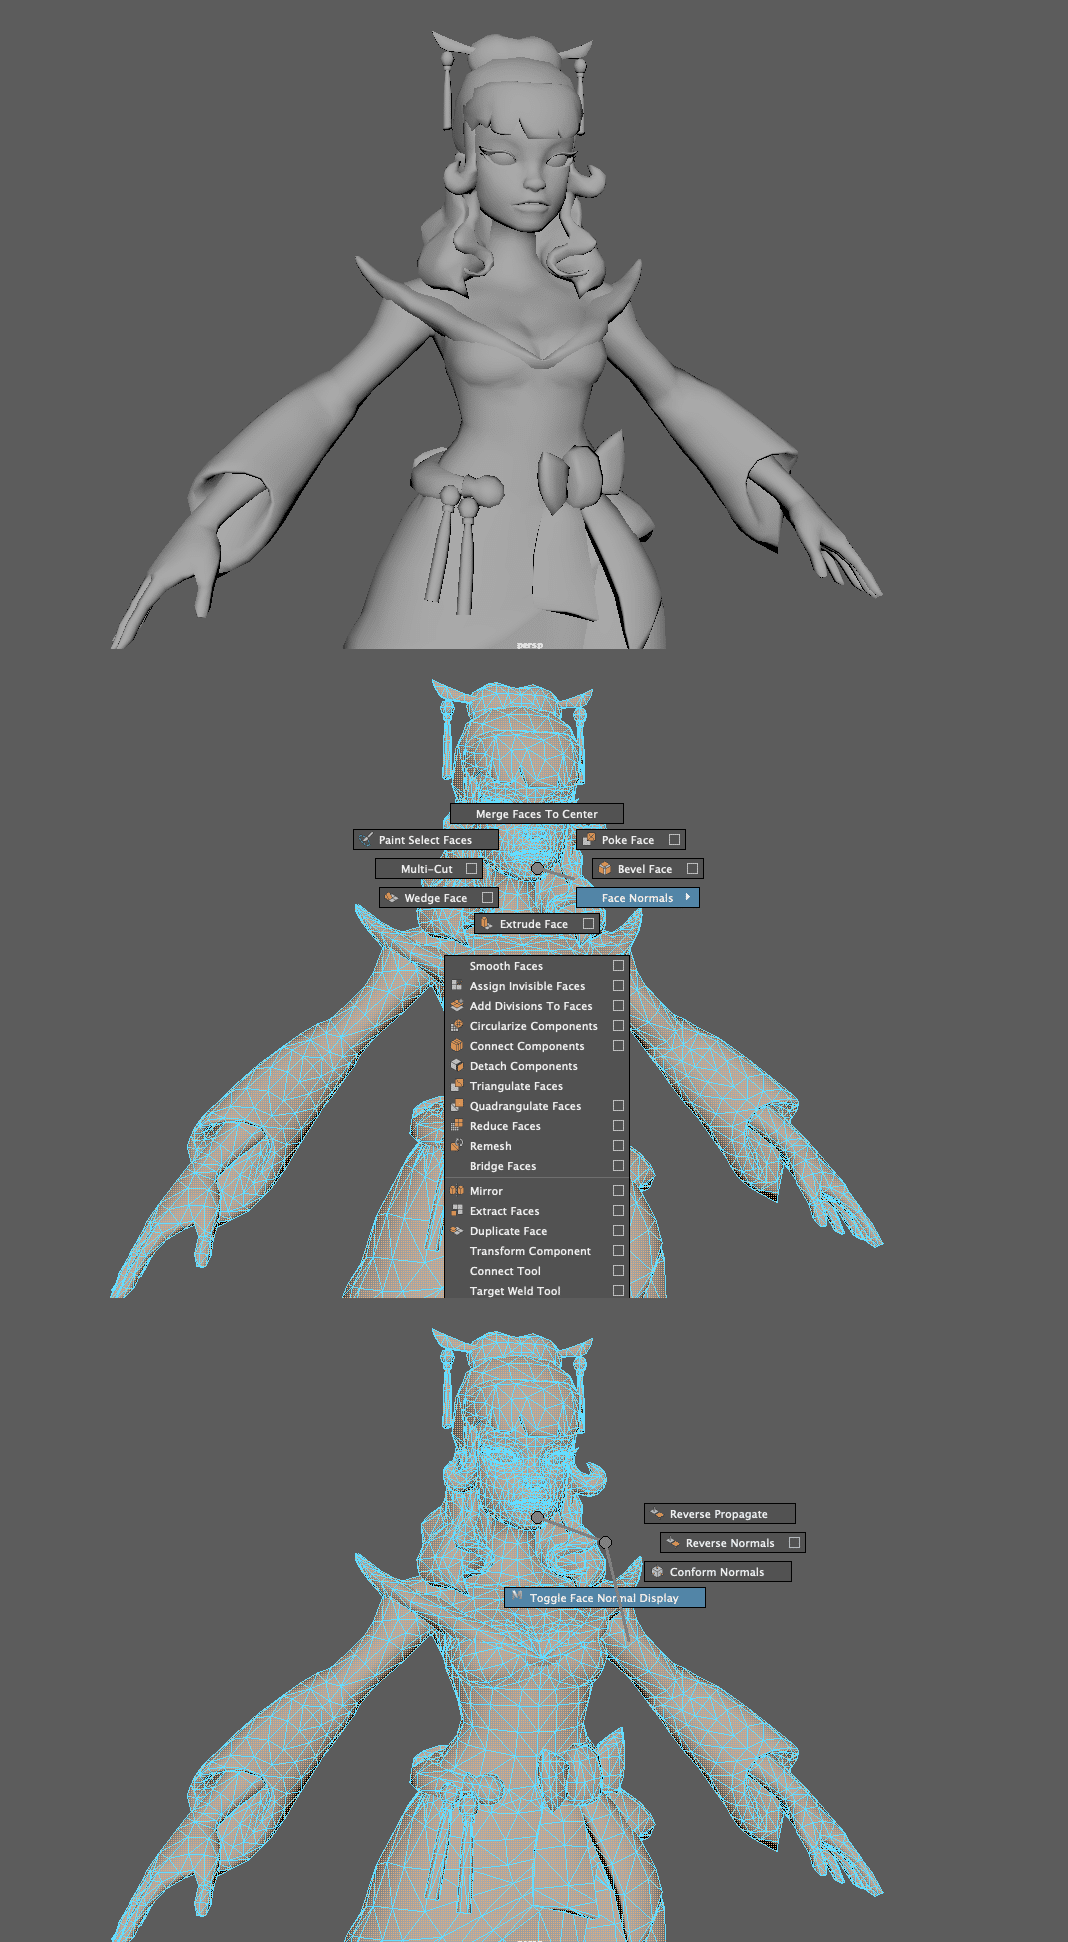 persp
Merge Faces To Center
Paint Select Faces
Poke Face
Multi-Cut
Bevel Face
Wedge Face
Face Normals
Extrude Face
Smooth Faces
Assign Invisible Faces
Add Divisions To Faces
Circularize Components
Connect Components
Detach Components
Triangulate Faces
Quadrangulate Faces
Reduce Faces
Remesh
Bridge Faces
Mirror
Extract Faces
Duplicate Face
Transform Component
Connect Tool
Target Weld Tool
Reverse Propagate
Reverse Normals
Conform Normals
Toggle Face Normal Display